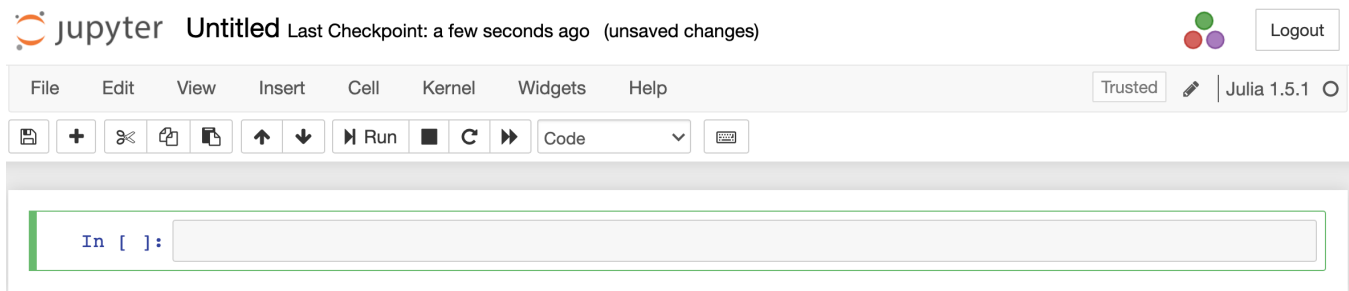 jupyter Untitled Last Checkpoint: a few seconds ago (unsaved changes) Logout
File Edit View Insert Cell Kernel Widgets Help Trusted Julia 1.5.1
Run Code
In [ ]: